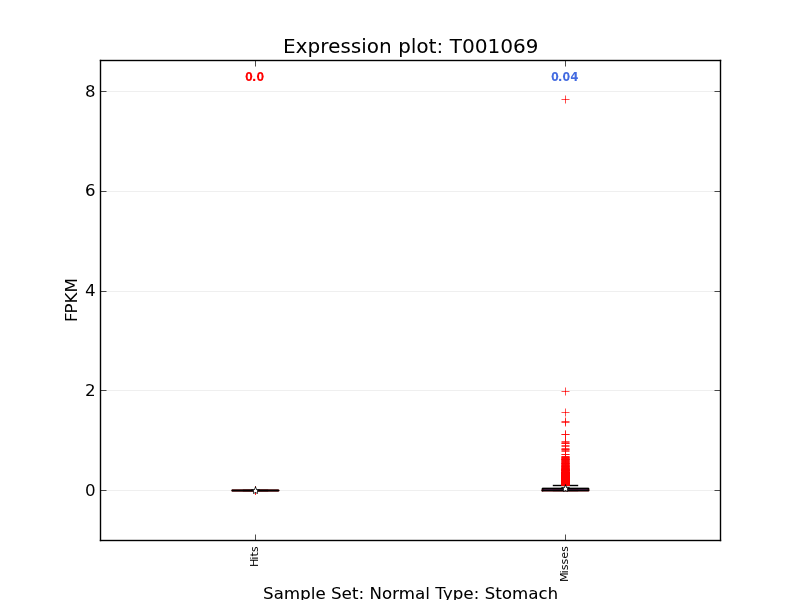 Expression plot: T001069
0.0
0.04
8
6
4
2
0
FPKM
Hits
Misses
Sample Set: Normal Type: Stomach